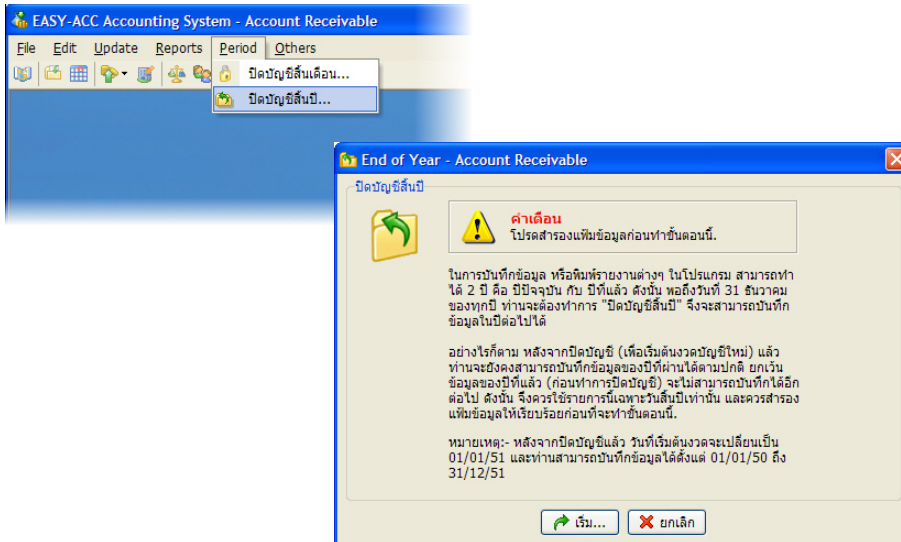 EASY-ACC Accounting System - Account Receivable
File Edit Update Reports Period Others
ปิดบัญชีสิ้นเดือน...
ปิดบัญชีสิ้นปี...
End of Year - Account Receivable
ปิดบัญชีสิ้นปี
คำเตือน
โปรดสำรองแฟ้มข้อมูลก่อนทำขั้นตอนนี้.
ในการบันทึกข้อมูล หรือพิมพ์รายงานต่างๆ ในโปรแกรม สามารถทำ
ได้ 2 ปี คือ ปีปัจจุบัน กับ ปีที่แล้ว ดังนั้น พอถึงวันที่ 31 ธันวาคม
ของทุกปี ท่านจะต้องทำการ "ปิดบัญชีสิ้นปี" จึงจะสามารถบันทึก
ข้อมูลในปีต่อไปได้
อย่างไรก็ตาม หลังจากปิดบัญชี (เพื่อเริ่มต้นงวดบัญชีใหม่) แล้ว
ท่านจะยังคงสามารถบันทึกข้อมูลของปีที่ผ่านได้ตามปกติ ยกเว้น
ข้อมูลของปีที่แล้ว (ก่อนทำการปิดบัญชี) จะไม่สามารถบันทึกได้อีก
ต่อไป ดังนั้น จึงควรใช้รายการนี้เฉพาะวันสิ้นปีเท่านั้น และควรสำรอง
แฟ้มข้อมูลให้เรียบร้อยก่อนที่จะทำขั้นตอนนี้.
หมายเหตุ:- หลังจากปิดบัญชีแล้ว วันที่เริ่มต้นงวดจะเปลี่ยนเป็น
01/01/51 และท่านสามารถบันทึกข้อมูลได้ตั้งแต่ 01/01/50 ถึง
31/12/51
เริ่ม... ยกเลิก